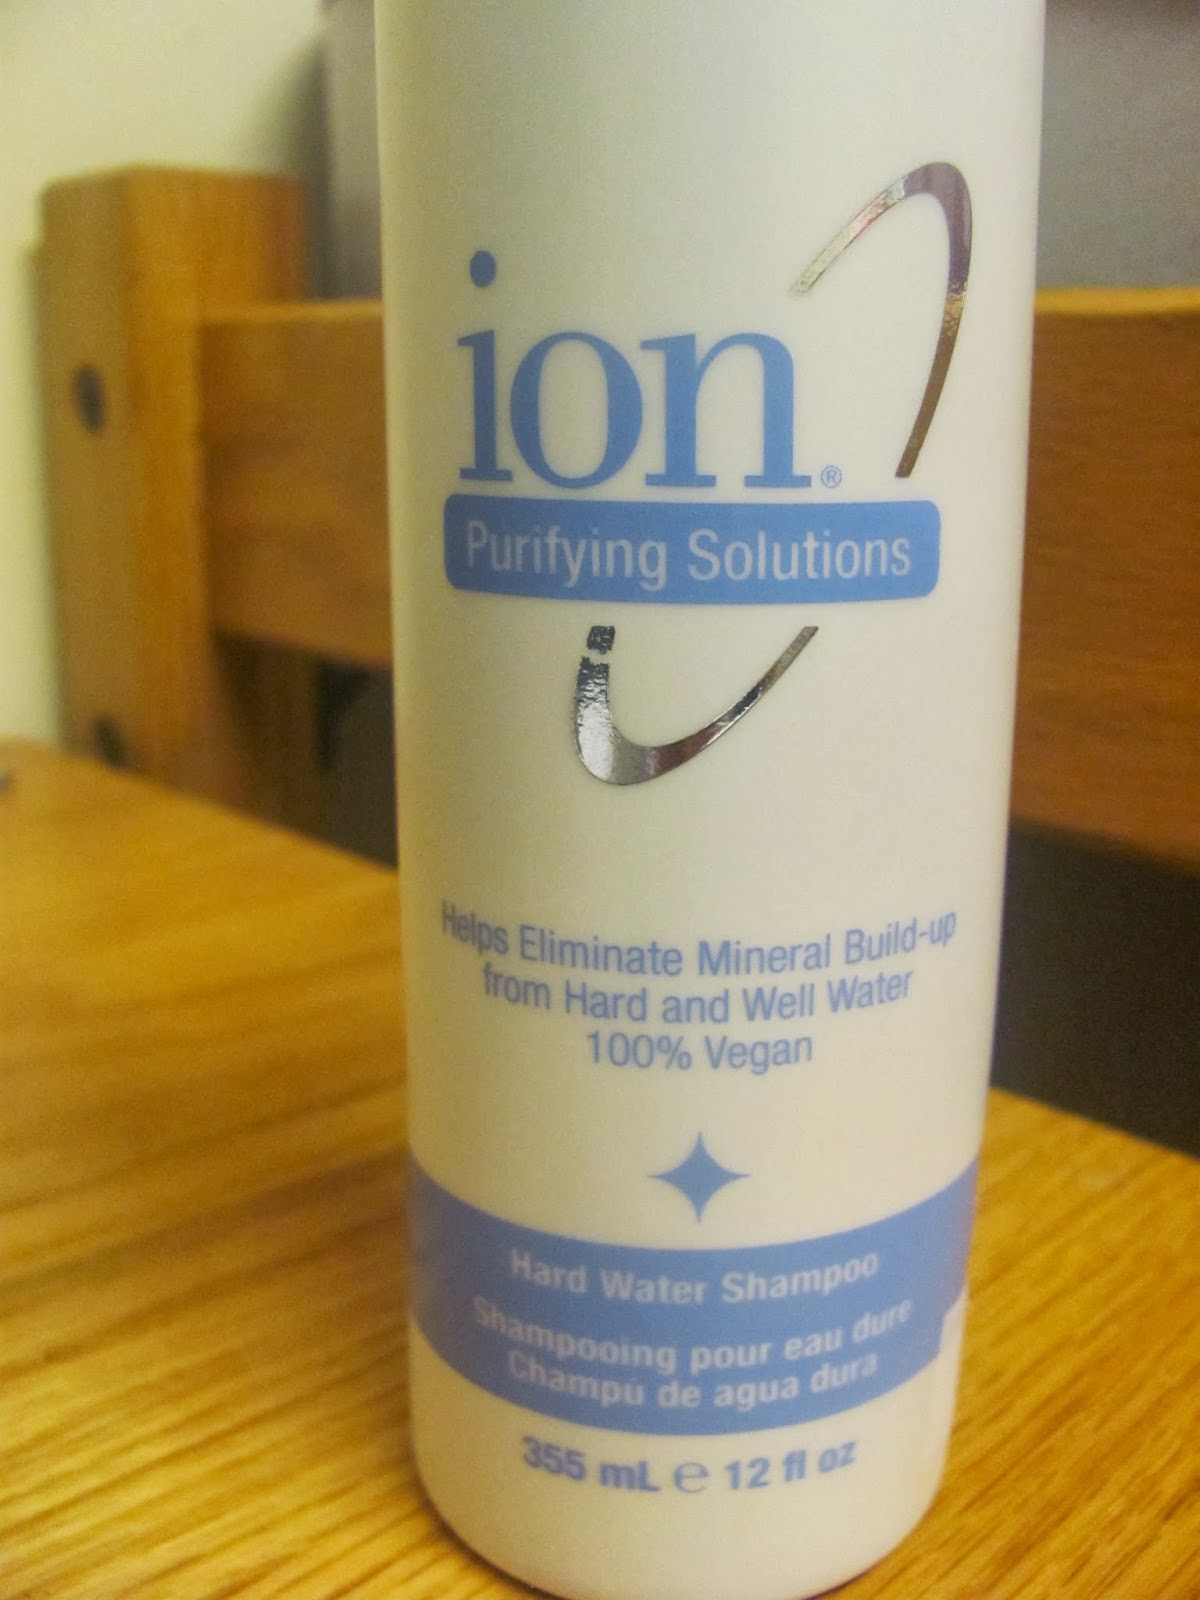 ion®
Purifying Solutions
Helps Eliminate Mineral Build-up
from Hard and Well Water
100% Vegan
Hard Water Shampoo
Shampooing pour eau dure
Champú de agua dura
355 mL ℮ 12 fl oz